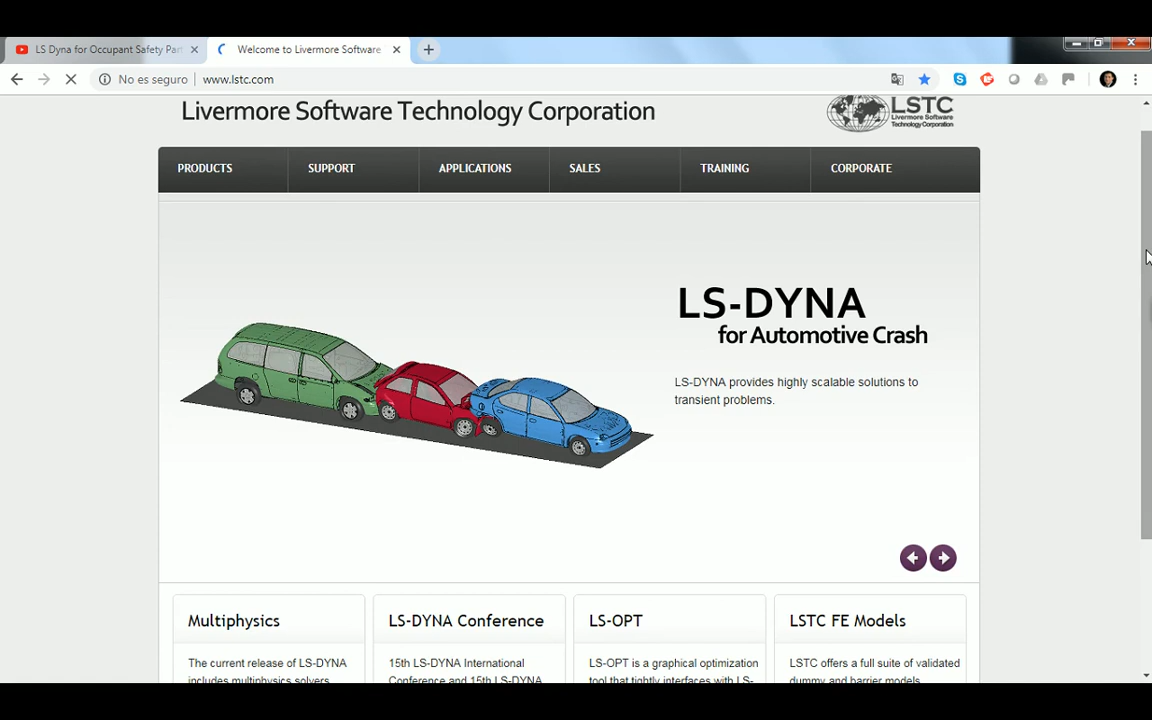 LS Dyna for Occupant Safety Par
Welcome to Livermore Software
No es seguro
www.lstc.com
Livermore Software Technology Corporation
LSTC
Livermore Software
Technology Corporation
PRODUCTS
SUPPORT
APPLICATIONS
SALES
TRAINING
CORPORATE
LS-DYNA
for Automotive Crash
LS-DYNA provides highly scalable solutions to
transient problems.
Multiphysics
The current release of LS-DYNA
includes multiphysics solvers
LS-DYNA Conference
15th LS-DYNA International
Conference and 15th LS-DYNA
LS-OPT
LS-OPT is a graphical optimization
tool that tightly interfaces with LS-
LSTC FE Models
LSTC offers a full suite of validated
dummy and barrier models